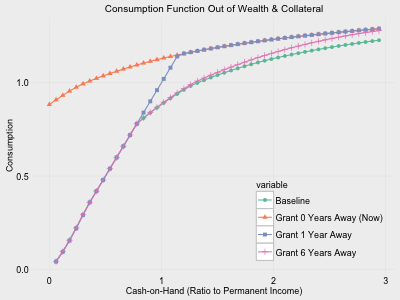 Consumption Function Out of Wealth & Collateral
Consumption
1.0
0.5
0.0
variable
Baseline
Grant 0 Years Away (Now)
Grant 1 Year Away
Grant 6 Years Away
0 1 2 3
Cash-on-Hand (Ratio to Permanent Income)